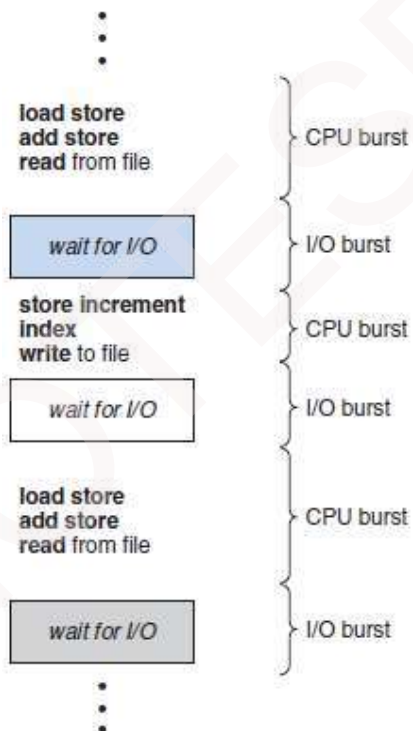 load store
add store
read from file
CPU burst
wait for I/O
I/O burst
store increment
index
write to file
CPU burst
wait for I/O
I/O burst
load store
add store
read from file
CPU burst
wait for I/O
I/O burst